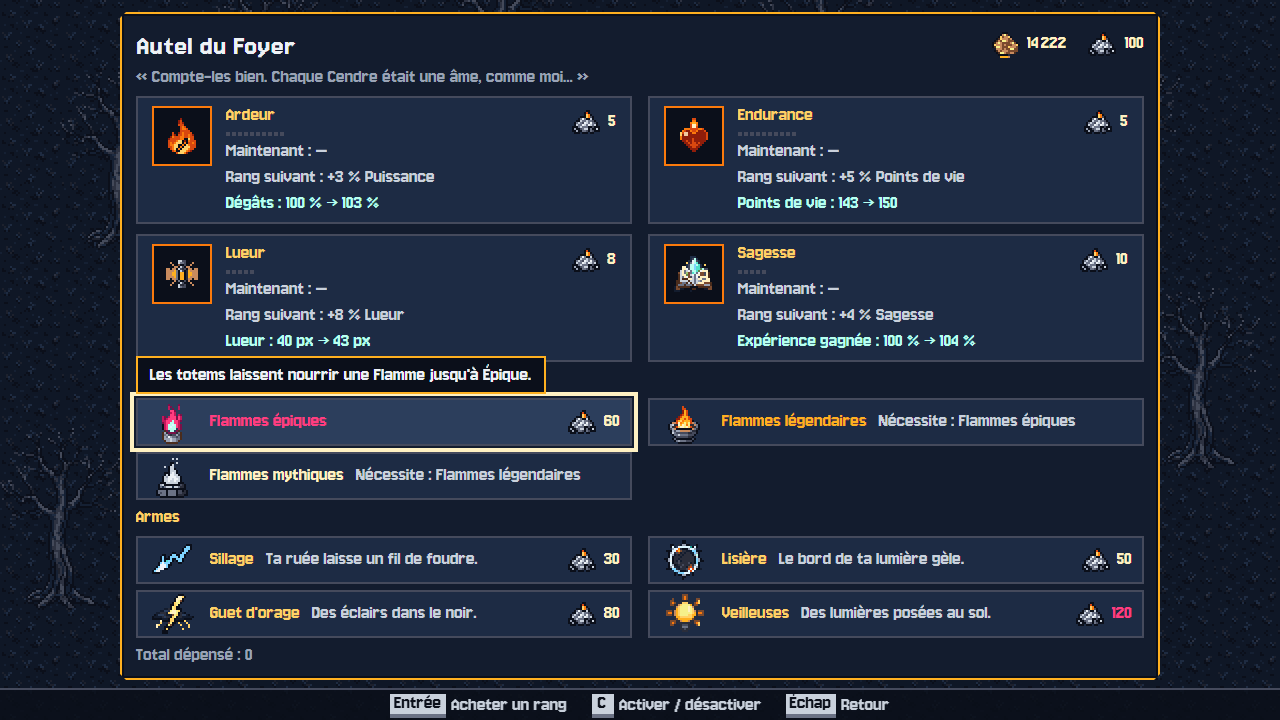 Autel du Foyer
14 222
100
« Compte-les bien. Chaque Cendre était une âme, comme moi... »
Ardeur
5
Maintenant : —
Rang suivant : +3 % Puissance
Dégâts : 100 % → 103 %
Endurance
5
Maintenant : —
Rang suivant : +5 % Points de vie
Points de vie : 143 → 150
Lueur
8
Maintenant : —
Rang suivant : +8 % Lueur
Lueur : 40 px → 43 px
Sagesse
10
Maintenant : —
Rang suivant : +4 % Sagesse
Expérience gagnée : 100 % → 104 %
Les totems laissent nourrir une Flamme jusqu'à Épique.
Flammes épiques
60
Flammes légendaires Nécessite : Flammes épiques
Flammes mythiques Nécessite : Flammes légendaires
Armes
Sillage Ta ruée laisse un fil de foudre.
30
Lisière Le bord de ta lumière gèle.
50
Guet d'orage Des éclairs dans le noir.
80
Veilleuses Des lumières posées au sol.
120
Total dépensé : 0
Entrée Acheter un rang C Activer / désactiver Échap Retour